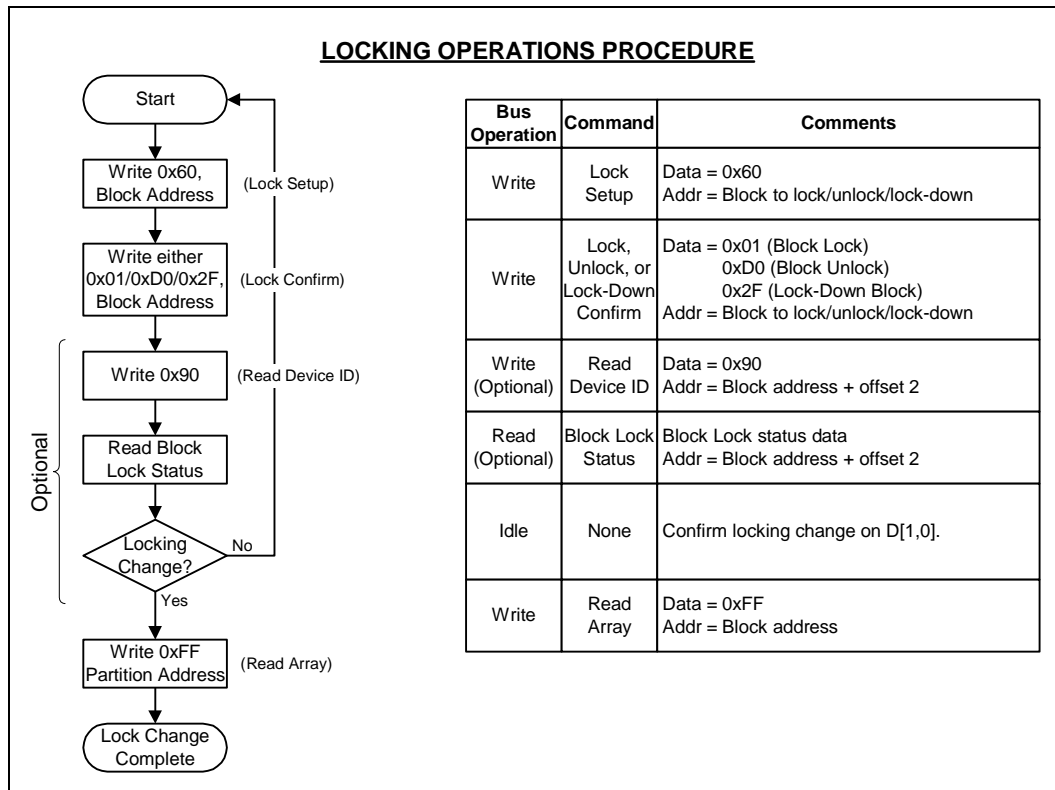 LOCKING OPERATIONS PROCEDURE
Start
Write 0x60,
Block Address
(Lock Setup)
Write either
0x01/0xD0/0x2F,
Block Address
(Lock Confirm)
Optional
Write 0x90
(Read Device ID)
Read Block
Lock Status
Locking
Change?
No
Yes
Write 0xFF
Partition Address
(Read Array)
Lock Change
Complete
Bus
Operation
Command
Comments
Write
Lock
Setup
Data = 0x60
Addr = Block to lock/unlock/lock-down
Write
Lock,
Unlock, or
Lock-Down
Confirm
Data = 0x01 (Block Lock)
0xD0 (Block Unlock)
0x2F (Lock-Down Block)
Addr = Block to lock/unlock/lock-down
Write
(Optional)
Read
Device ID
Data = 0x90
Addr = Block address + offset 2
Read
(Optional)
Block Lock
Status
Block Lock status data
Addr = Block address + offset 2
Idle
None
Confirm locking change on D[1,0].
Write
Read
Array
Data = 0xFF
Addr = Block address